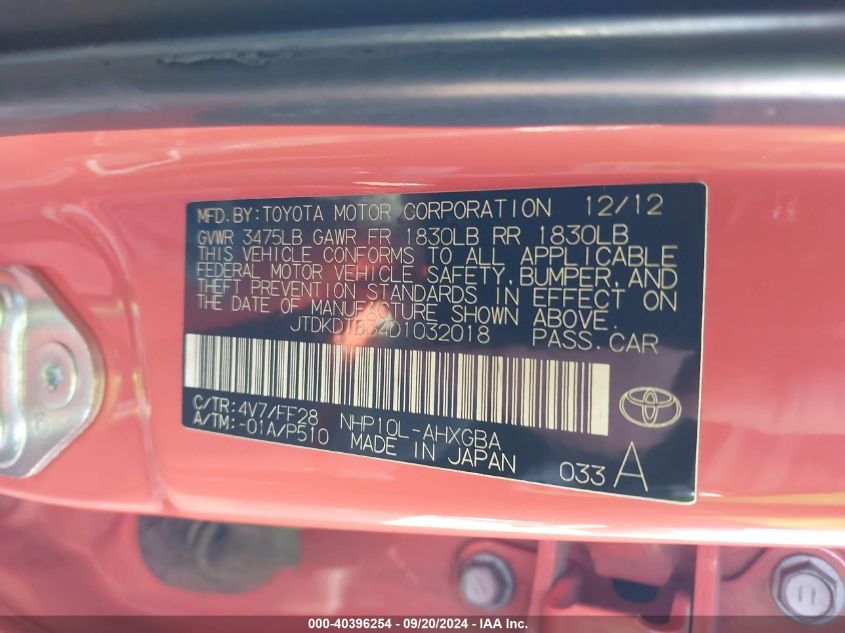 MFD.BY:TOYOTA MOTOR CORPORATION 12/12
GVWR 3475LB GAWR FR 1830LB RR 1830LB
THIS VEHICLE CONFORMS TO ALL APPLICABLE
FEDERAL MOTOR VEHICLE SAFETY, BUMPER, AND
THEFT PREVENTION STANDARDS IN EFFECT ON
THE DATE OF MANUFACTURE SHOWN ABOVE.
JTDKDTB34D1032018 PASS.CAR
C/TR:4V7/FF28 NHP10L-AHXGBA
A/TM:-01A/P510 MADE IN JAPAN
033 A
000-40396254 - 09/20/2024 - IAA Inc.